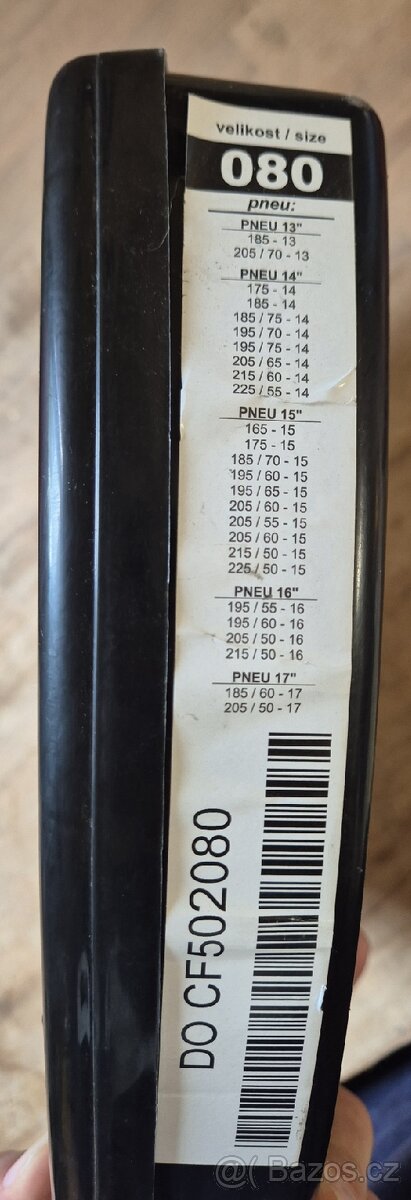 velikost / size
080
pneu:
PNEU 13"
185 - 13
205 / 70 - 13
PNEU 14"
175 - 14
185 - 14
185 / 75 - 14
195 / 70 - 14
195 / 75 - 14
205 / 65 - 14
215 / 60 - 14
225 / 55 - 14
PNEU 15"
165 - 15
175 - 15
185 / 70 - 15
195 / 60 - 15
195 / 65 - 15
205 / 60 - 15
205 / 55 - 15
205 / 60 - 15
215 / 50 - 15
225 / 50 - 15
PNEU 16"
195 / 55 - 16
195 / 60 - 16
205 / 50 - 16
215 / 50 - 16
PNEU 17"
185 / 60 - 17
205 / 50 - 17
DO CF502080
Bazos.cz